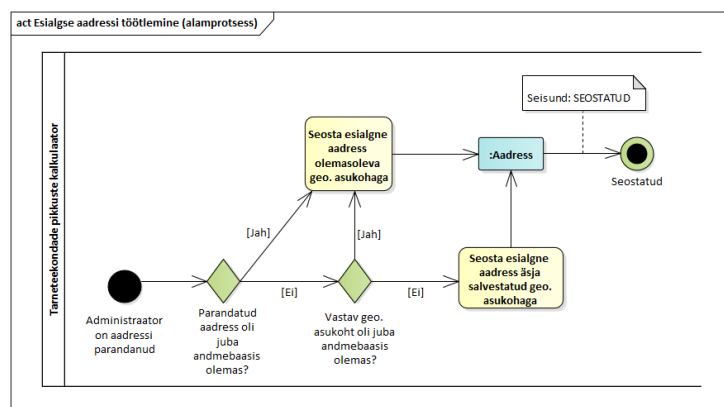 act Esialgse aadressi töötlemine (alamprotsess)
Tarneteekondade pikkuste kalkulaator
Seisund: SEOSTATUD
Seosta esialgne
aadress
olemasoleva
geo. asukohaga
:Aadress
Seostatud
[Jah]
[Jah]
Seosta esialgne
aadress äsja
salvestatud geo.
asukohaga
[Ei]
[Ei]
Administraator
on aadressi
parandanud
Parandatud
aadress oli
juba
andmebaasis
olemas?
Vastav geo.
asukoht oli juba
andmebaasis
olemas?